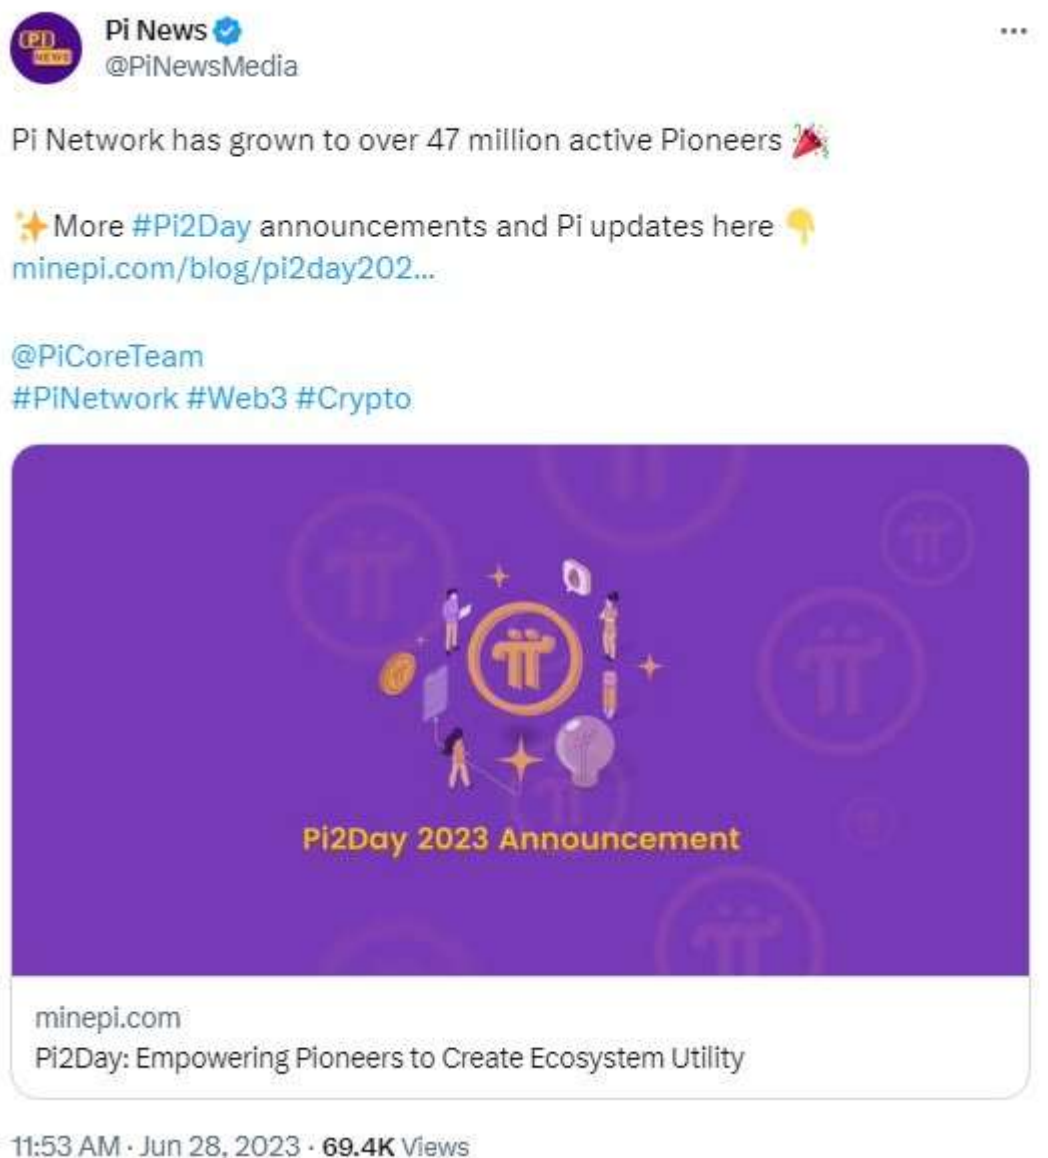 Pi News
@PiNewsMedia
PI
NEWS
Pi Network has grown to over 47 million active Pioneers 🎉
✨More #Pi2Day announcements and Pi updates here 👇
minepi.com/blog/pi2day202...
@PiCoreTeam
#PiNetwork #Web3 #Crypto
Pi2Day 2023 Announcement
minepi.com
Pi2Day: Empowering Pioneers to Create Ecosystem Utility
11:53 AM · Jun 28, 2023 · 69.4K Views